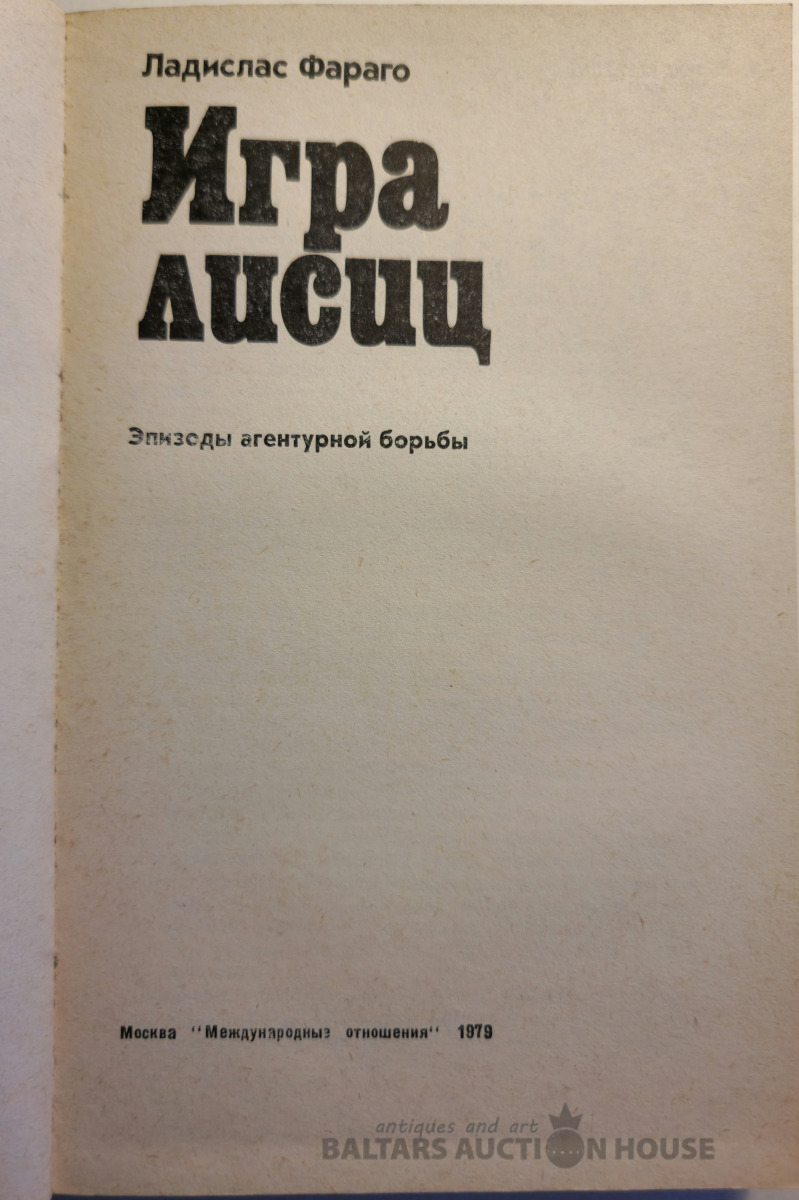 Ладислас Фараго
Игра
лисиц
Эпизоды агентурной борьбы
Москва "Международные отношения" 1979
antiques and art
BALTARS AUCTION HOUSE